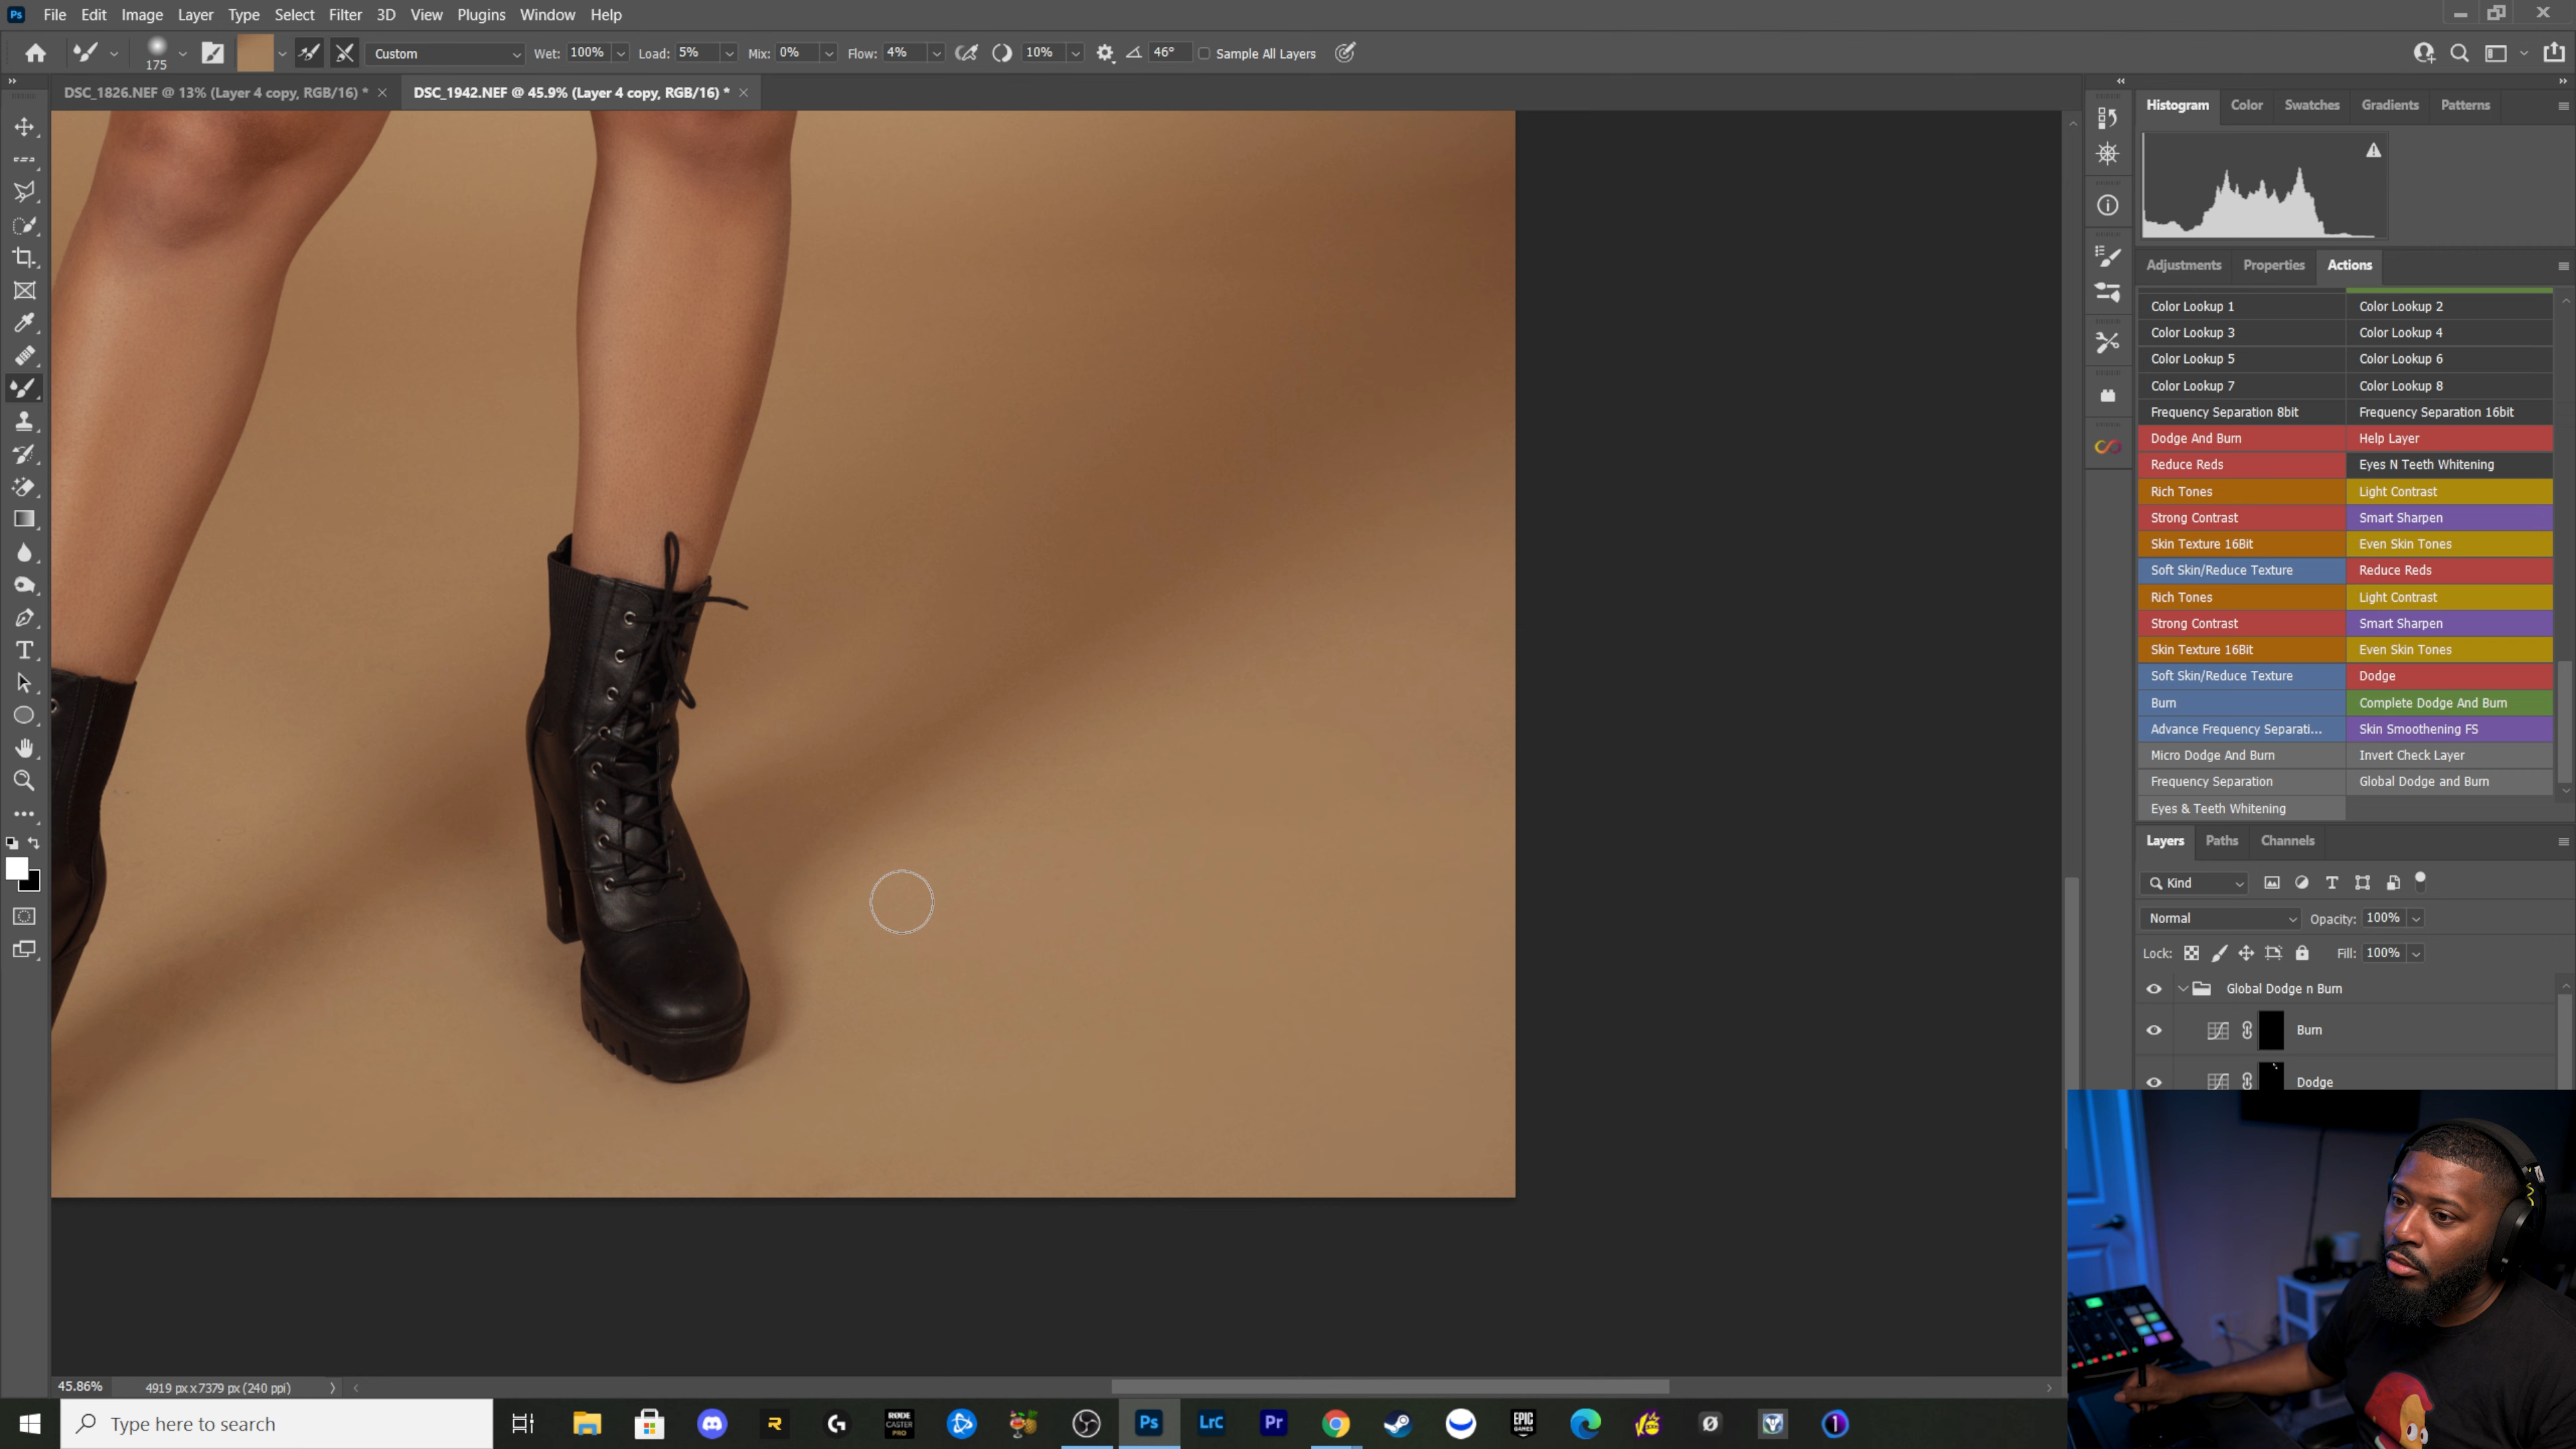 Ps File Edit Image Layer Type Select Filter 3D View Plugins Window Help
175 Custom Wet: 100% Load: 5% Mix: 0% Flow: 4% 10% 46° Sample All Layers
DSC_1826.NEF @ 13% (Layer 4 copy, RGB/16) * DSC_1942.NEF @ 45.9% (Layer 4 copy, RGB/16) *
Histogram Color Swatches Gradients Patterns
Adjustments Properties Actions
Color Lookup 1 Color Lookup 2
Color Lookup 3 Color Lookup 4
Color Lookup 5 Color Lookup 6
Color Lookup 7 Color Lookup 8
Frequency Separation 8bit Frequency Separation 16bit
Dodge And Burn Help Layer
Reduce Reds Eyes N Teeth Whitening
Rich Tones Light Contrast
Strong Contrast Smart Sharpen
Skin Texture 16Bit Even Skin Tones
Soft Skin/Reduce Texture Reduce Reds
Rich Tones Light Contrast
Strong Contrast Smart Sharpen
Skin Texture 16Bit Even Skin Tones
Soft Skin/Reduce Texture Dodge
Burn Complete Dodge And Burn
Advance Frequency Separati... Skin Smoothening FS
Micro Dodge And Burn Invert Check Layer
Frequency Separation Global Dodge and Burn
Eyes & Teeth Whitening
Layers Paths Channels
Kind
Normal Opacity: 100%
Lock: Fill: 100%
Global Dodge n Burn
Burn
Dodge
45.86% 4919 px x 7379 px (240 ppi)
Type here to search
RØDE CASTER PRO Ps LrC Pr EPIC GAMES